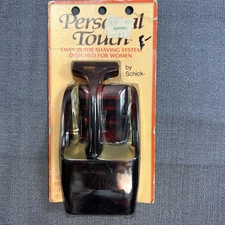 Personal
Touch
TWIN BLADE SHAVING SYSTEM
DESIGNED FOR WOMEN
by
Schick